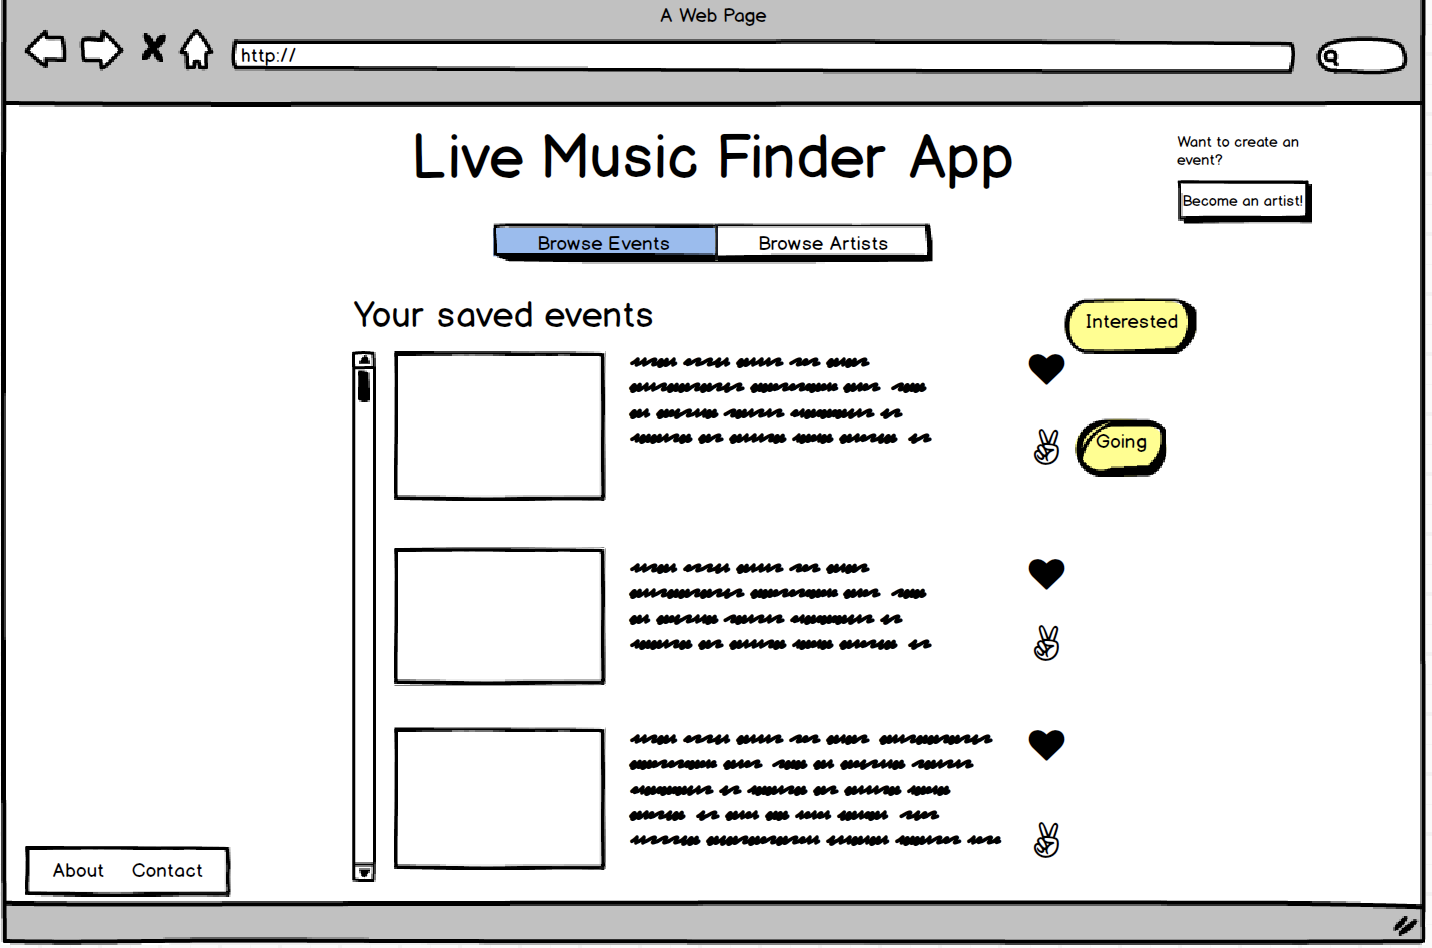 A Web Page
http://
Live Music Finder App
Want to create an
event?
Become an artist!
Browse Events
Browse Artists
Your saved events
Interested
Going
About
Contact